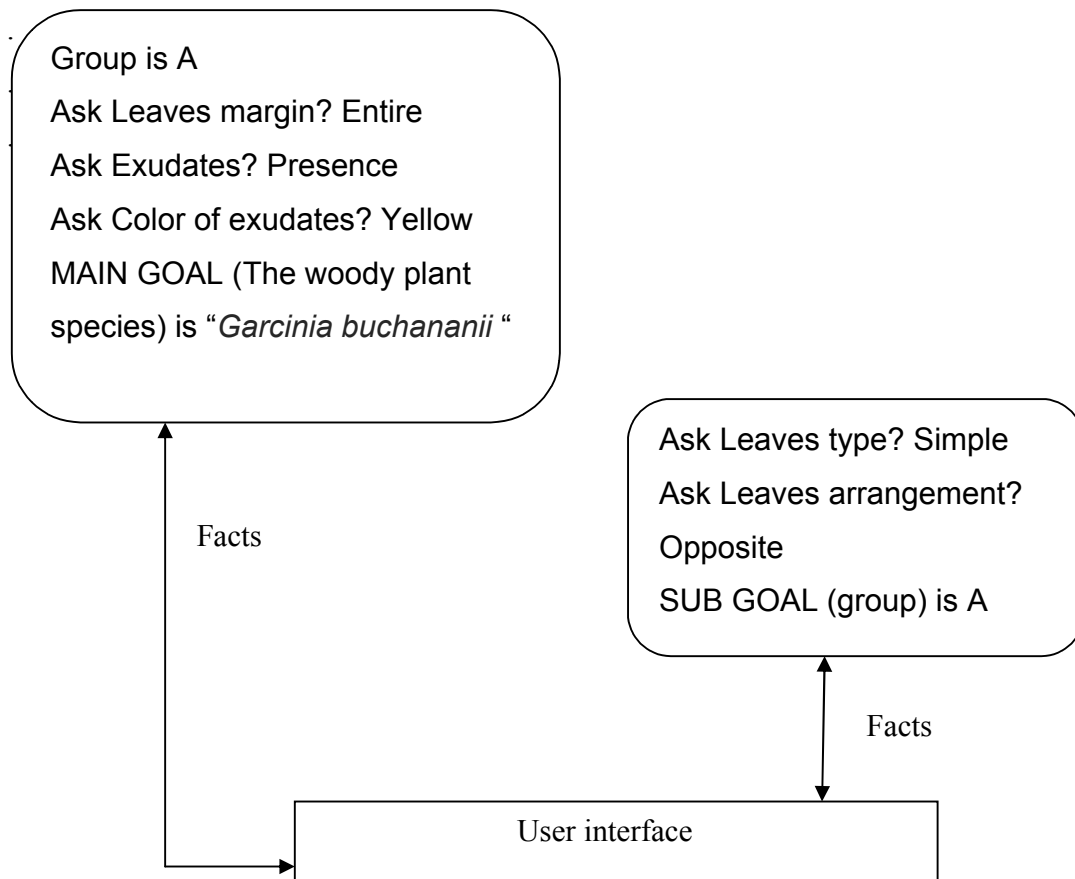 Group is A
Ask Leaves margin? Entire
Ask Exudates? Presence
Ask Color of exudates? Yellow
MAIN GOAL (The woody plant
species) is “Garcinia buchananii “
Ask Leaves type? Simple
Ask Leaves arrangement?
Opposite
SUB GOAL (group) is A
Facts
Facts
User interface